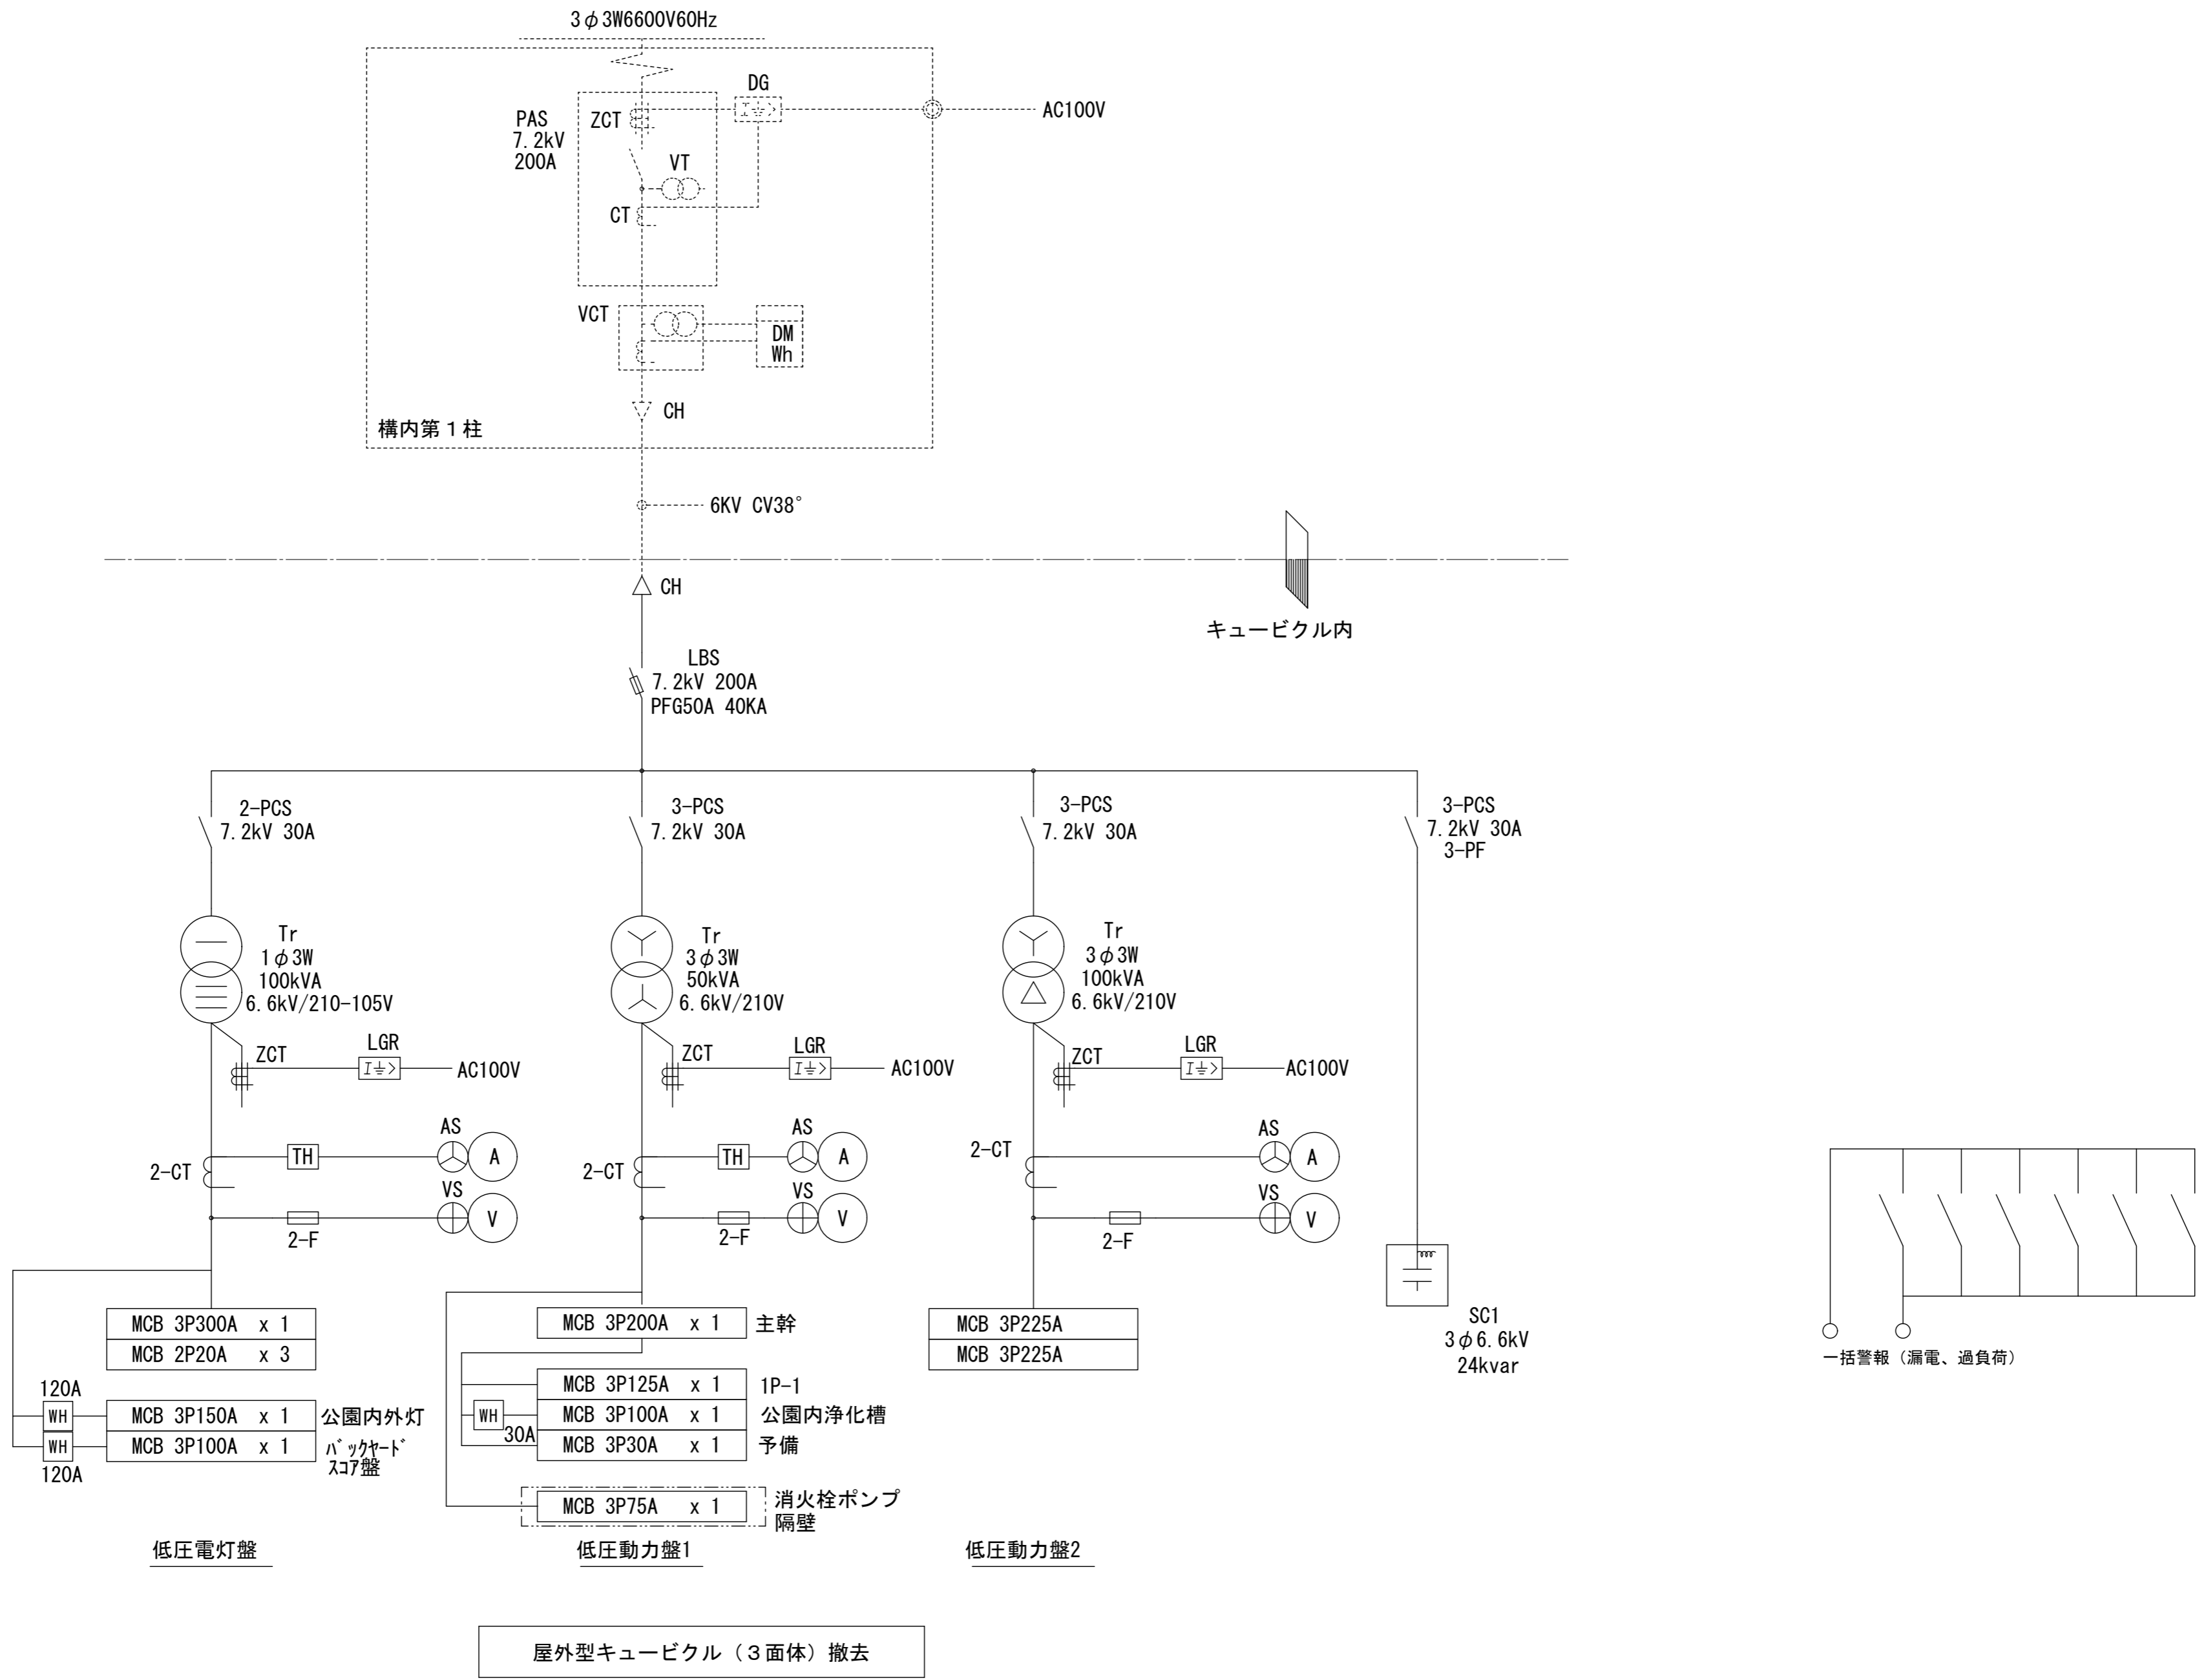 3φ3W6600V60Hz
DG
AC100V
PAS
7.2kV
200A
ZCT
VT
CT
VCT
DM
Wh
CH
構内第1柱
6KV CV38°
CH
キュービクル内
LBS
7.2kV 200A
PFG50A 40KA
2-PCS
7.2kV 30A
3-PCS
7.2kV 30A
3-PCS
7.2kV 30A
3-PCS
7.2kV 30A
3-PF
Tr
1φ3W
100kVA
6.6kV/210-105V
Tr
3φ3W
50kVA
6.6kV/210V
Tr
3φ3W
100kVA
6.6kV/210V
ZCT
LGR
I>
AC100V
ZCT
LGR
I>
AC100V
ZCT
LGR
I>
AC100V
2-CT
TH
AS
A
VS
V
2-F
2-CT
TH
AS
A
VS
V
2-F
2-CT
AS
A
VS
V
2-F
MCB 3P300A x 1
MCB 2P20A x 3
120A
WH
MCB 3P150A x 1 公園内外灯
WH
MCB 3P100A x 1 バックヤード
スコア盤
120A
低圧電灯盤
MCB 3P200A x 1 主幹
MCB 3P125A x 1 1P-1
WH
MCB 3P100A x 1 公園内浄化槽
30A
MCB 3P30A x 1 予備
MCB 3P75A x 1 消火栓ポンプ
隔壁
低圧動力盤1
MCB 3P225A
MCB 3P225A
低圧動力盤2
SC1
3φ6.6kV
24kvar
一括警報（漏電、過負荷）
屋外型キュービクル（3面体）撤去